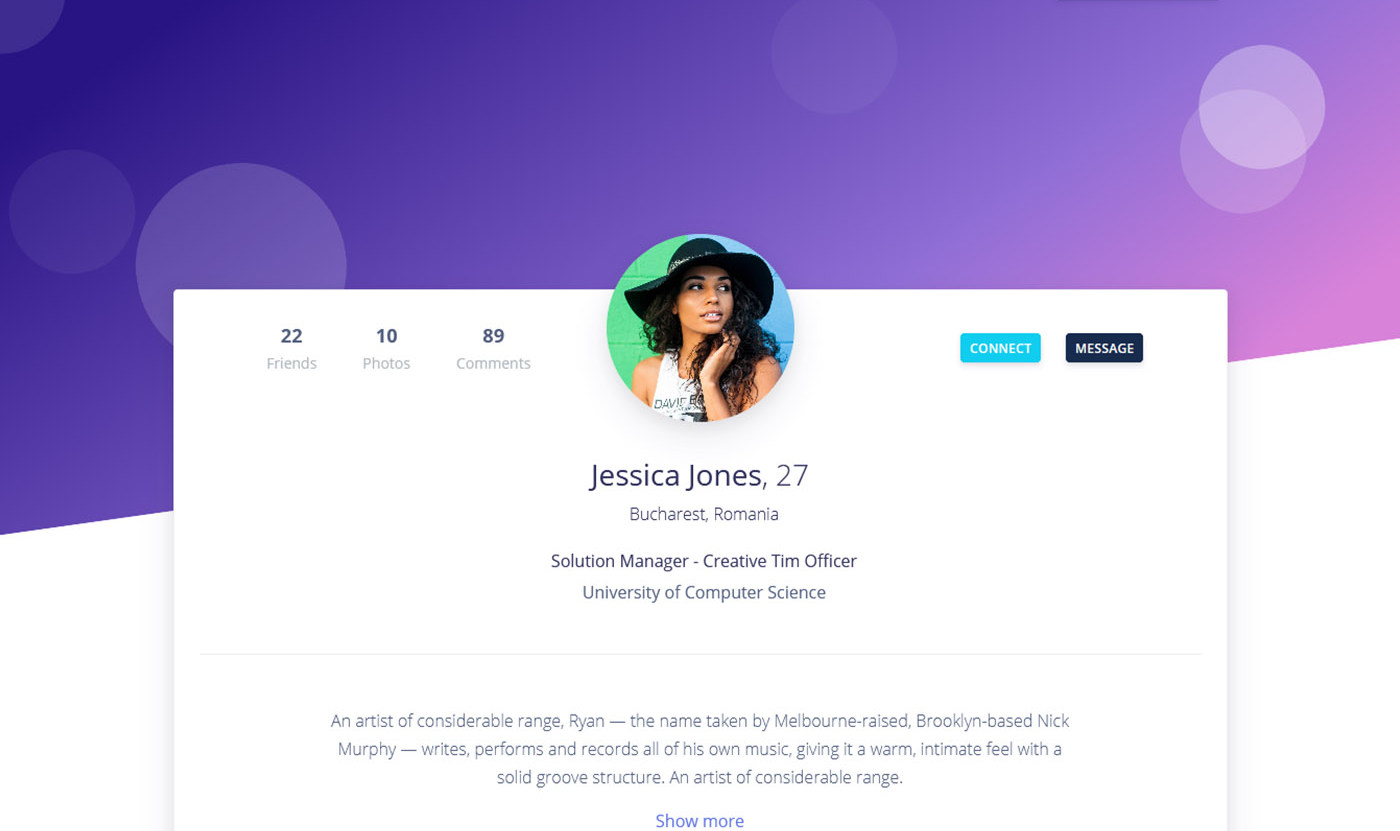 22
Friends
10
Photos
89
Comments
CONNECT
MESSAGE
Jessica Jones, 27
Bucharest, Romania
Solution Manager - Creative Tim Officer
University of Computer Science
An artist of considerable range, Ryan — the name taken by Melbourne-raised, Brooklyn-based Nick
Murphy — writes, performs and records all of his own music, giving it a warm, intimate feel with a
solid groove structure. An artist of considerable range.
Show more